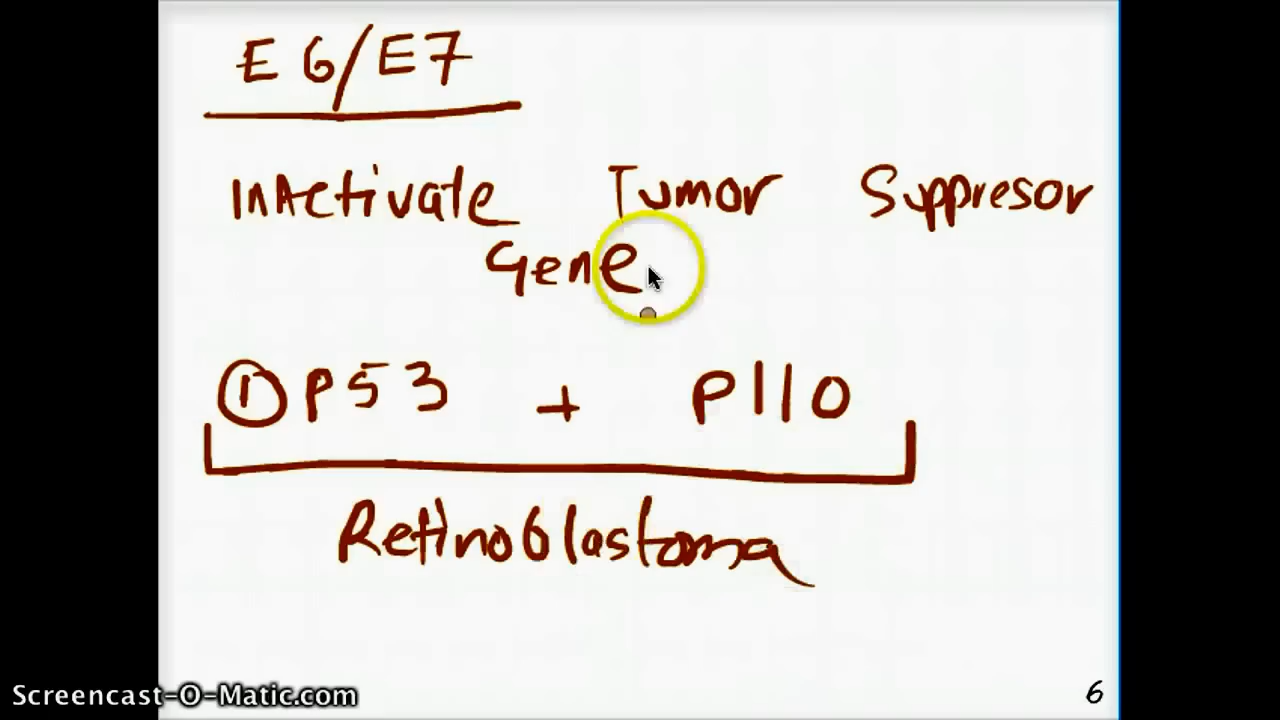 E6/E7
InActivate Tumor Suppresor
Gene
① P53 + P110
Retinoblastoma
Screencast-O-Matic.com
6